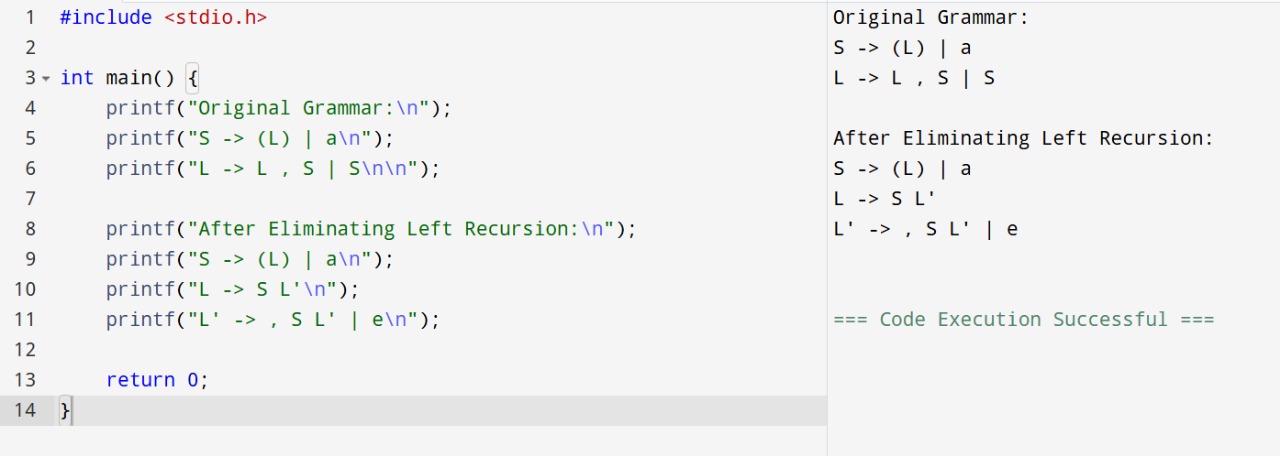 1 #include <stdio.h>
2
3 int main() {
4     printf("Original Grammar:\n");
5     printf("S -> (L) | a\n");
6     printf("L -> L , S | S\n\n");
7
8     printf("After Eliminating Left Recursion:\n");
9     printf("S -> (L) | a\n");
10     printf("L -> S L'\n");
11     printf("L' -> , S L' | e\n");
12
13     return 0;
14 }
Original Grammar:
S -> (L) | a
L -> L , S | S

After Eliminating Left Recursion:
S -> (L) | a
L -> S L'
L' -> , S L' | e

=== Code Execution Successful ===